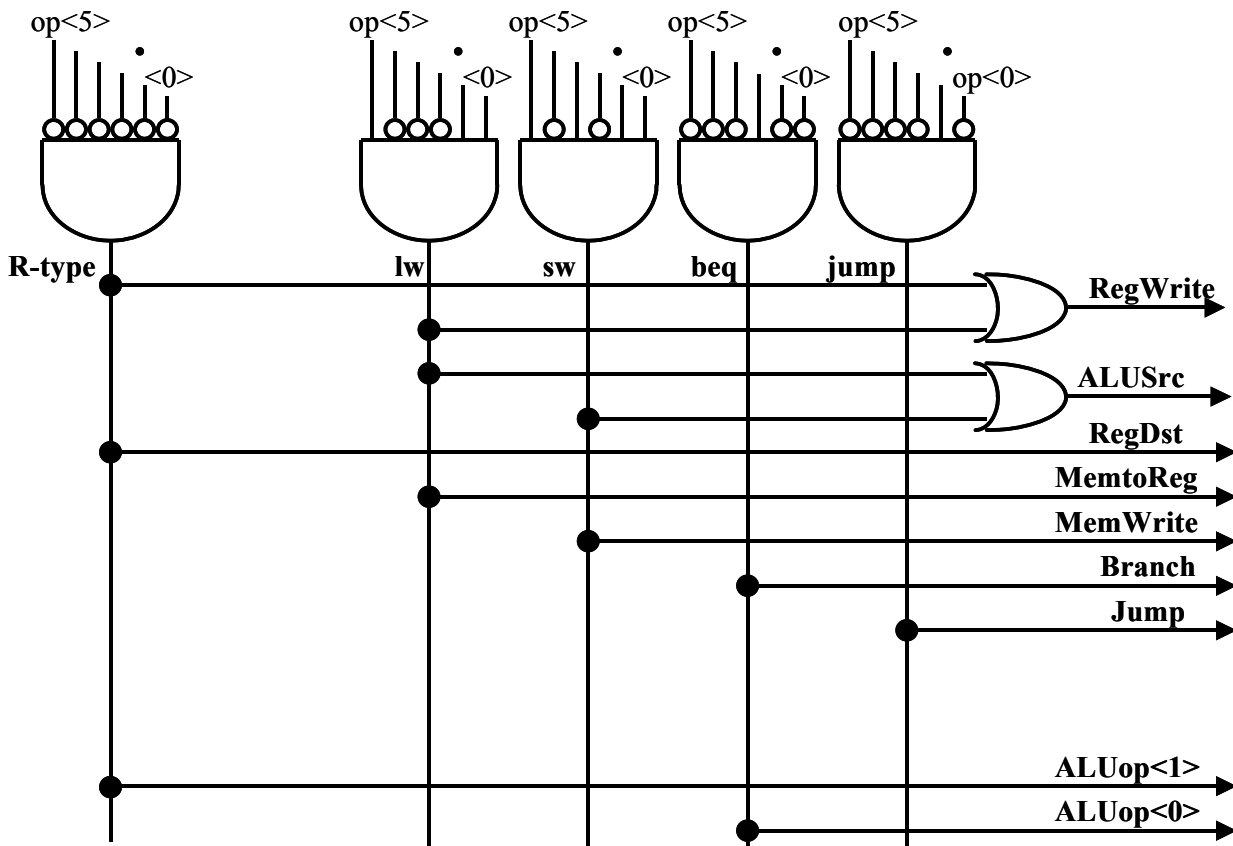 op<5> op<5> op<5> op<5> op<5>
<0> <0> <0> <0> op<0>
R-type lw sw beq jump
RegWrite
ALUSrc
RegDst
MemtoReg
MemWrite
Branch
Jump
ALUop<1>
ALUop<0>